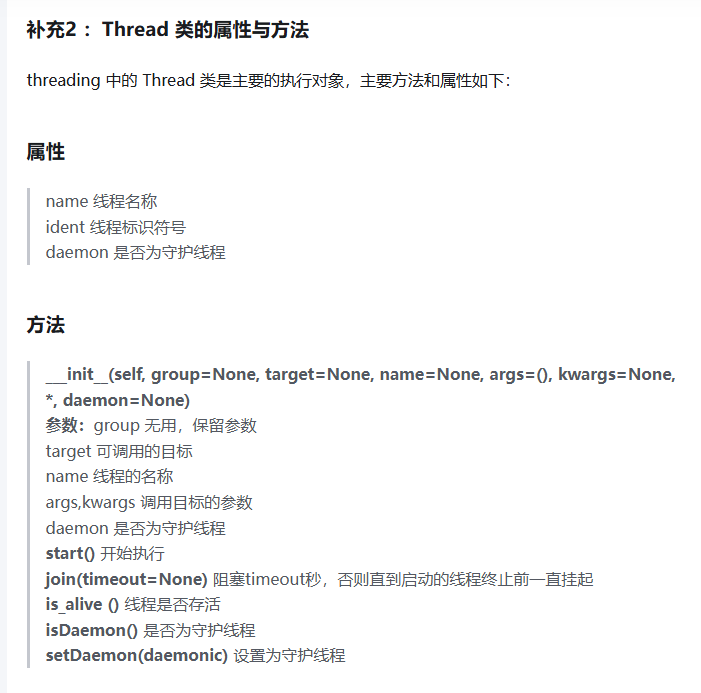 补充2 ：Thread 类的属性与方法
threading 中的 Thread 类是主要的执行对象，主要方法和属性如下：
属性
name 线程名称
ident 线程标识符号
daemon 是否为守护线程
方法
___init__(self, group=None, target=None, name=None, args=(), kwargs=None,
*, daemon=None)
参数：group 无用，保留参数
target 可调用的目标
name 线程的名称
args,kwargs 调用目标的参数
daemon 是否为守护线程
start() 开始执行
join(timeout=None) 阻塞timeout秒，否则直到启动的线程终止前一直挂起
is_alive () 线程是否存活
isDaemon() 是否为守护线程
setDaemon(daemonic) 设置为守护线程